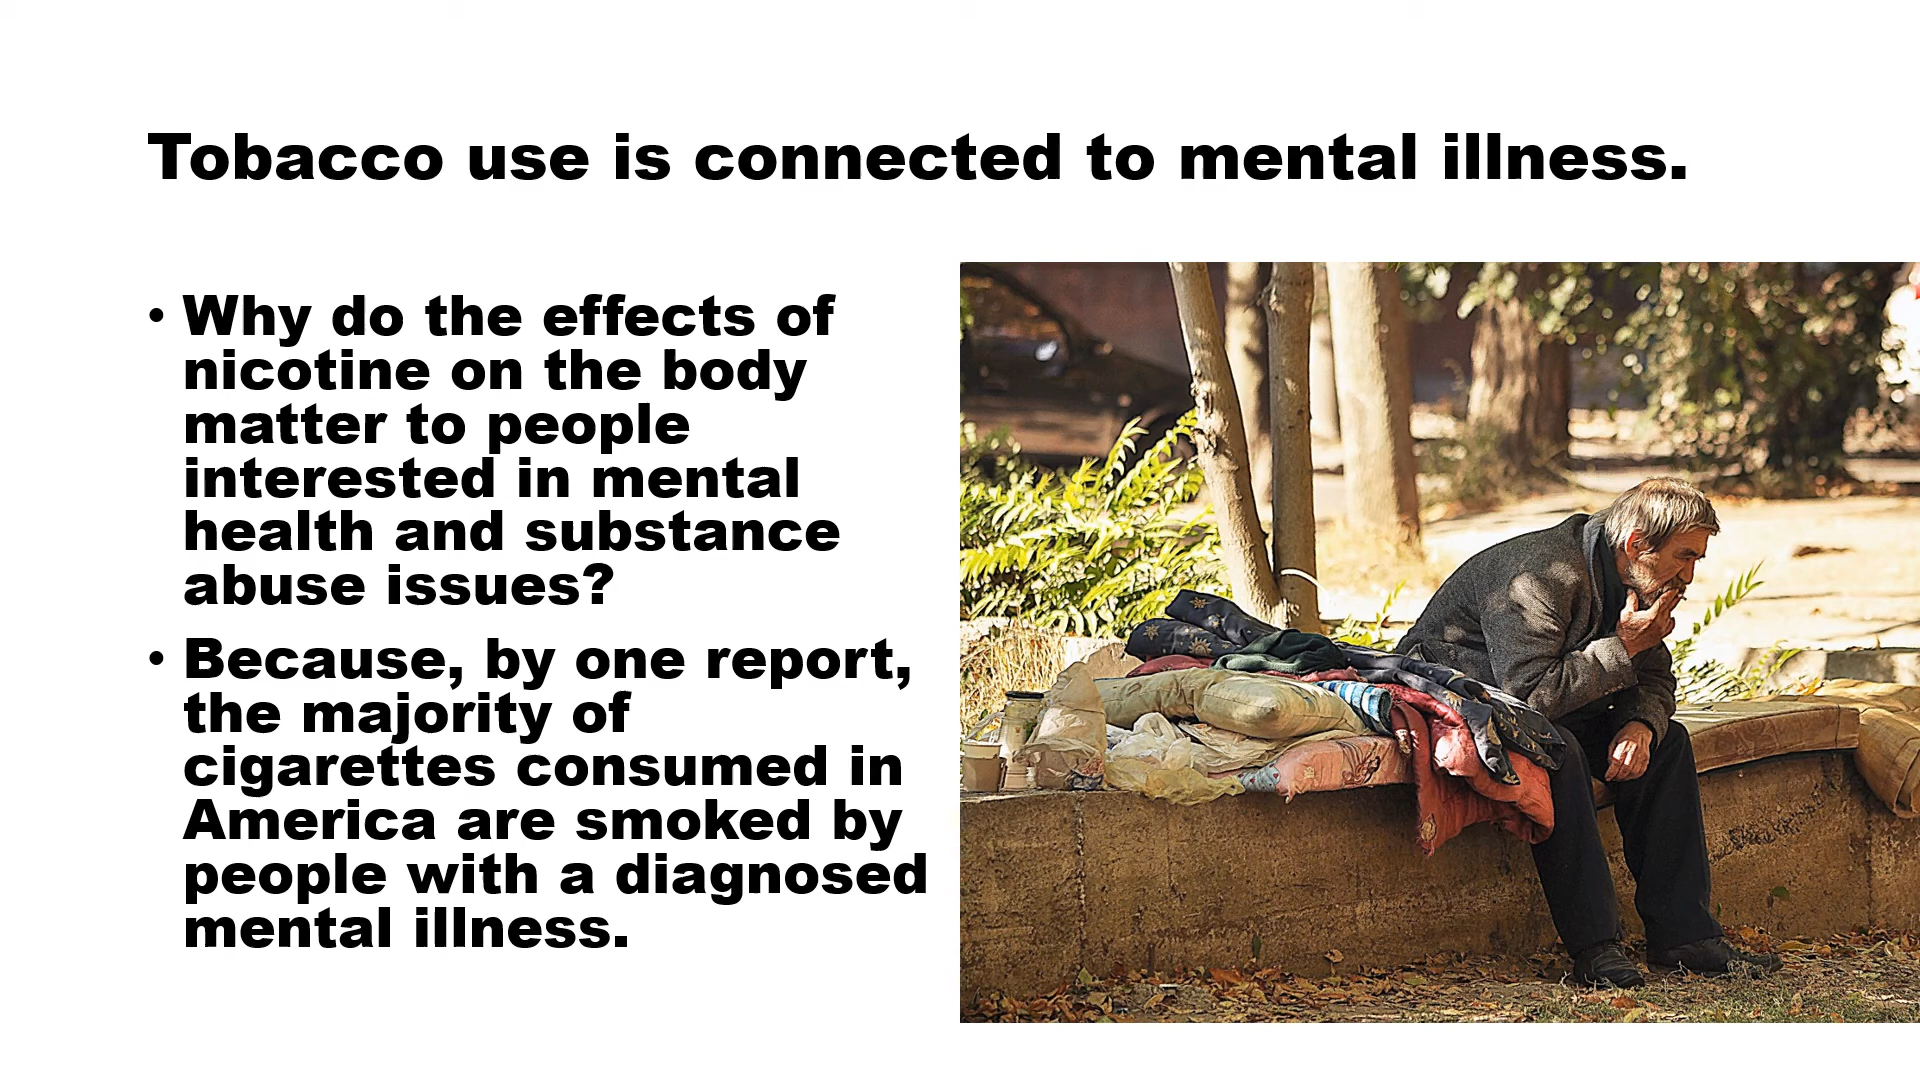 Tobacco use is connected to mental illness.
• Why do the effects of
nicotine on the body
matter to people
interested in mental
health and substance
abuse issues?
• Because, by one report,
the majority of
cigarettes consumed in
America are smoked by
people with a diagnosed
mental illness.